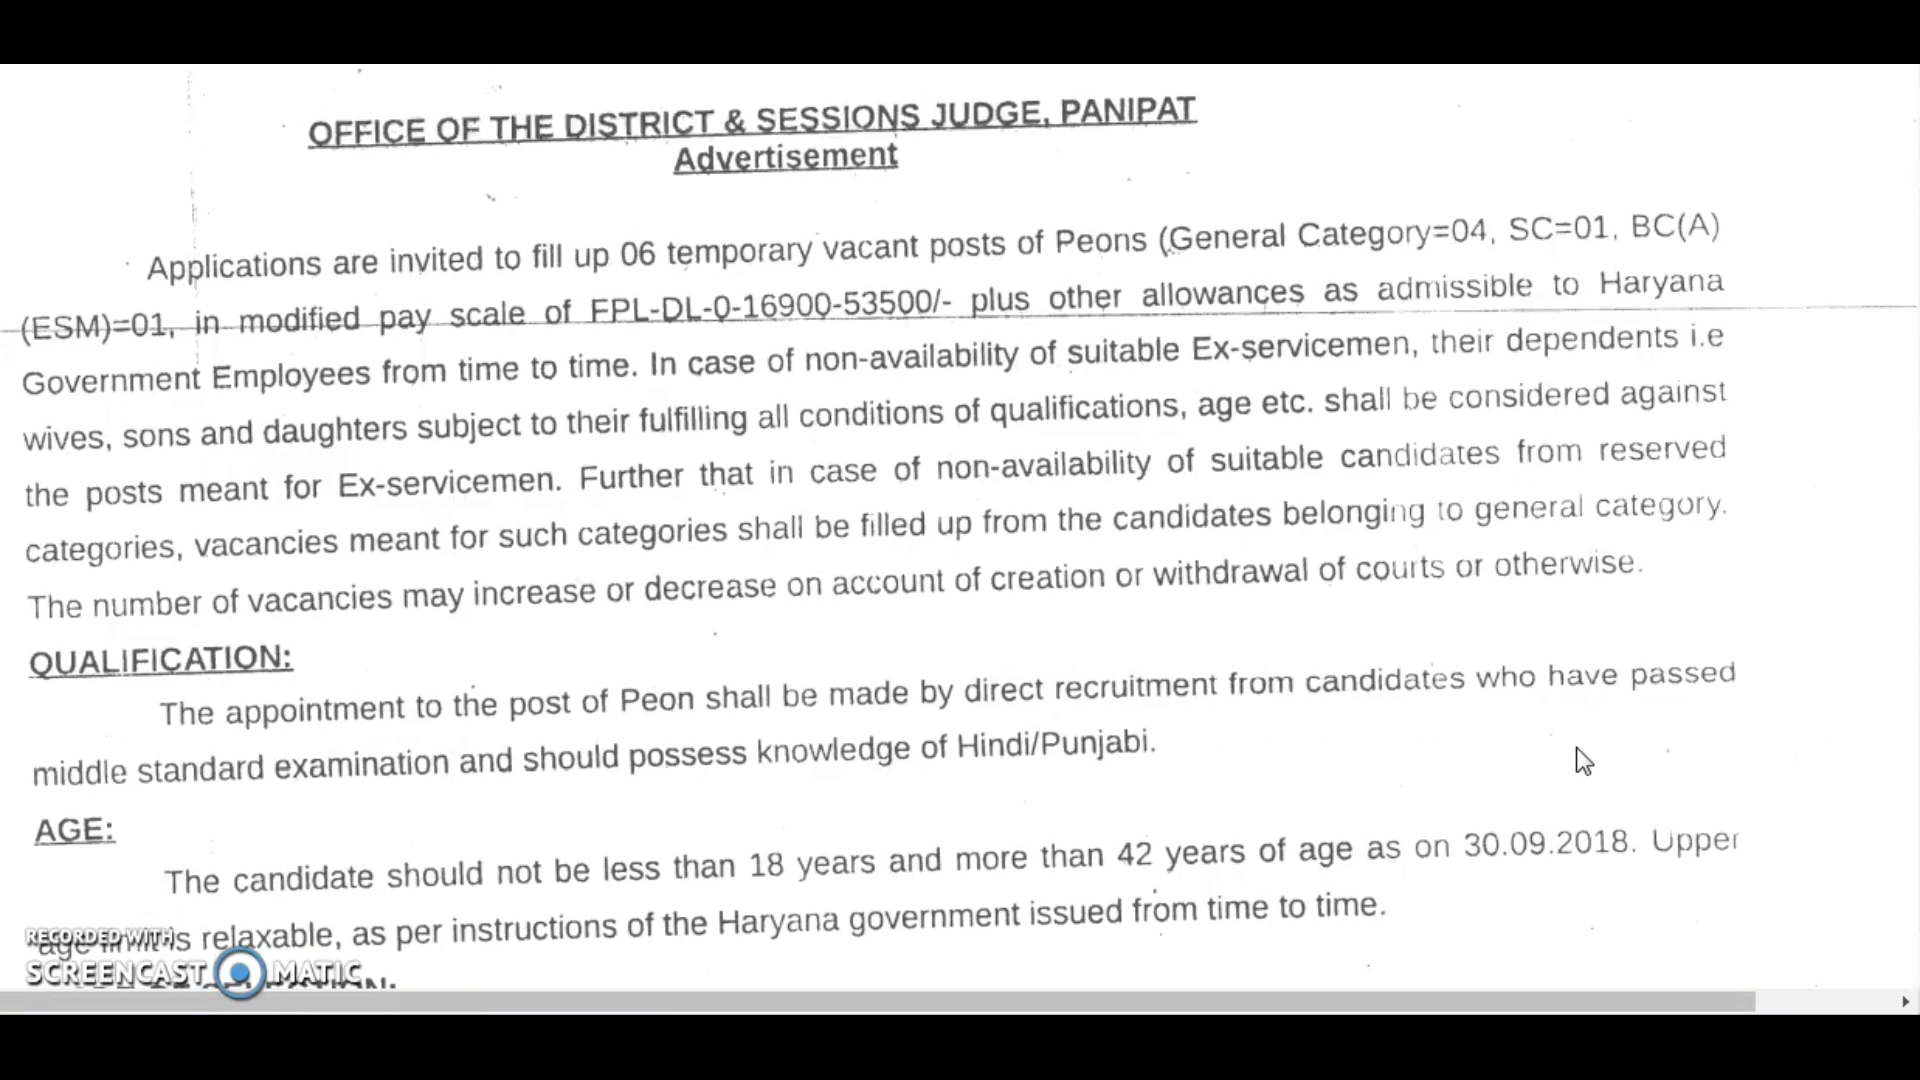 OFFICE OF THE DISTRICT & SESSIONS JUDGE, PANIPAT
Advertisement
Applications are invited to fill up 06 temporary vacant posts of Peons (General Category=04, SC=01, BC(A)
(ESM)=01, in modified pay scale of FPL-DL-0-16900-53500/- plus other allowances as admissible to Haryana
Government Employees from time to time. In case of non-availability of suitable Ex-servicemen, their dependents i.e
wives, sons and daughters subject to their fulfilling all conditions of qualifications, age etc. shall be considered against
the posts meant for Ex-servicemen. Further that in case of non-availability of suitable candidates from reserved
categories, vacancies meant for such categories shall be filled up from the candidates belonging to general category.
The number of vacancies may increase or decrease on account of creation or withdrawal of courts or otherwise.
QUALIFICATION:
The appointment to the post of Peon shall be made by direct recruitment from candidates who have passed
middle standard examination and should possess knowledge of Hindi/Punjabi.
AGE:
The candidate should not be less than 18 years and more than 42 years of age as on 30.09.2018. Upper
age limit is relaxable, as per instructions of the Haryana government issued from time to time.
RECORDED WITH
SCREENCAST MATIC